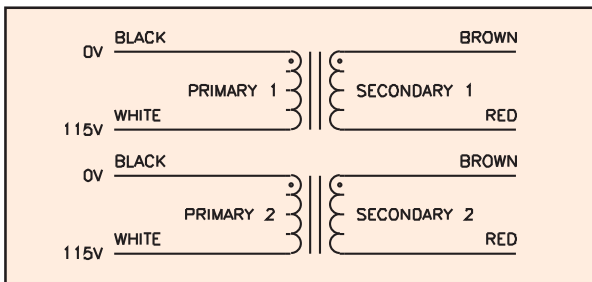 BLACK BROWN
0V
PRIMARY 1 SECONDARY 1
WHITE RED
115V
BLACK BROWN
0V
PRIMARY 2 SECONDARY 2
WHITE RED
115V